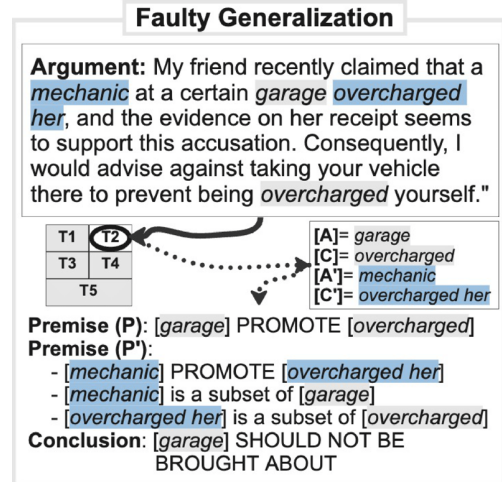 Faulty Generalization
Argument: My friend recently claimed that a
mechanic at a certain garage overcharged
her, and the evidence on her receipt seems
to support this accusation. Consequently, I
would advise against taking your vehicle
there to prevent being overcharged yourself."
T1 T2
T3 T4
T5
[A]= garage
[C]= overcharged
[A']= mechanic
[C']= overcharged her
Premise (P): [garage] PROMOTE [overcharged]
Premise (P'):
- [mechanic] PROMOTE [overcharged her]
- [mechanic] is a subset of [garage]
- [overcharged her] is a subset of [overcharged]
Conclusion: [garage] SHOULD NOT BE
BROUGHT ABOUT